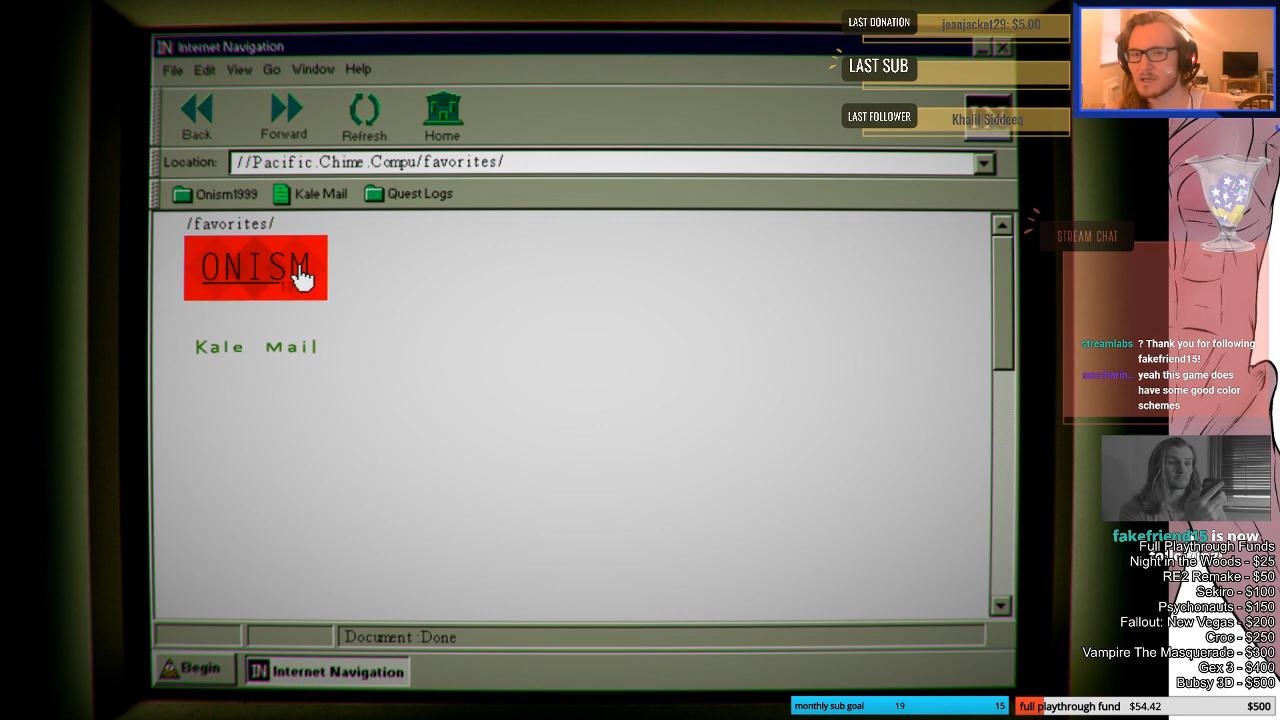 Internet Navigation
File Edit View Go Window Help
Back Forward Refresh Home
Location: //Pacific.Chime.Compu/favorites/
Onism1999 Kale Mail Quest Logs
/favorites/
ONISM
Kale Mail
Document :Done
Begin IN Internet Navigation
LAST DONATION jeanjacket29: $5.00
LAST SUB
LAST FOLLOWER Khalil Siddeeq
STREAM CHAT
streamlabs ? Thank you for following
fakefriend15!
saccharin... yeah this game does
have some good color
schemes
fakefriend15 is now
Full Playthrough Funds
Night in the Woods - $25
RE2 Remake - $50
Sekiro - $100
Psychonauts - $150
Fallout: New Vegas - $200
Croc - $250
Vampire The Masquerade - $300
Gex 3 - $400
Bubsy 3D - $500
monthly sub goal 19 15
full playthrough fund $54.42 $500